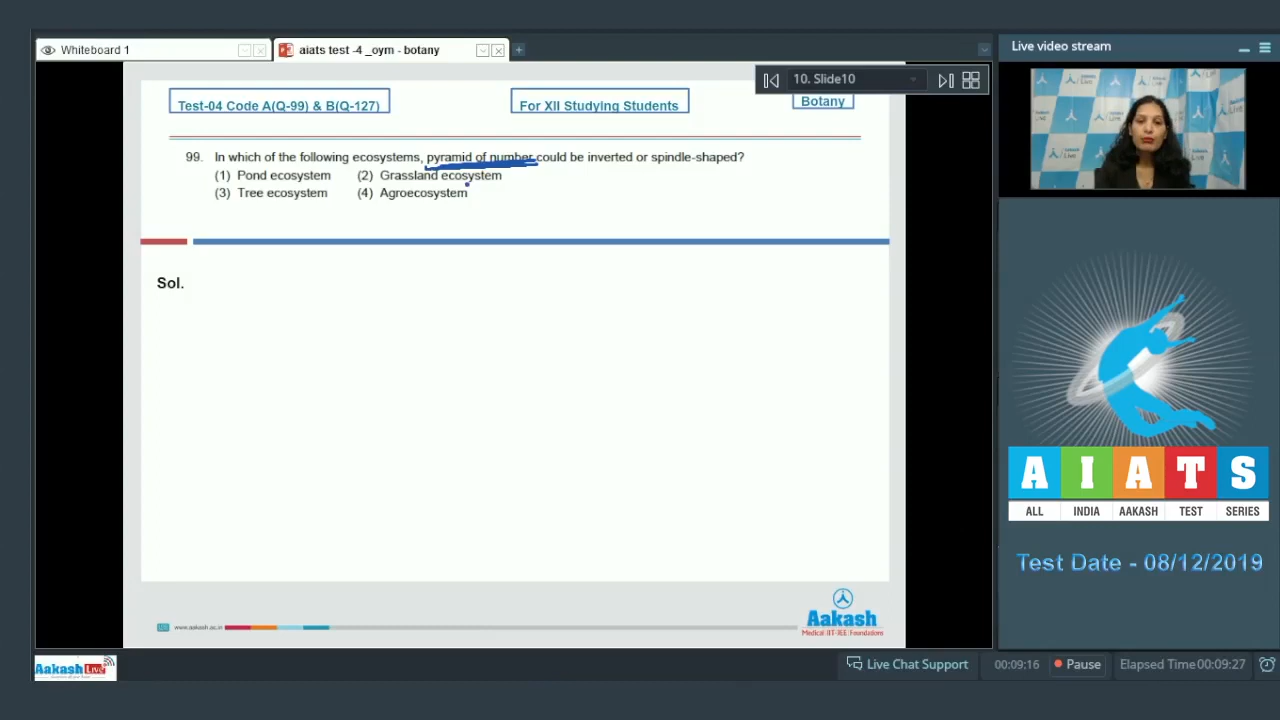 Whiteboard 1
aiats test -4 _oym - botany
Live video stream
10. Slide10
Test-04 Code A(Q-99) & B(Q-127)
For XII Studying Students
Botany
99. In which of the following ecosystems, pyramid of number could be inverted or spindle-shaped?
(1) Pond ecosystem (2) Grassland ecosystem
(3) Tree ecosystem (4) Agroecosystem
Sol.
A I A T S
ALL INDIA AAKASH TEST SERIES
Test Date - 08/12/2019
www.aakash.ac.in
Aakash
Medical|IIT-JEE|Foundations
Aakash Live
Live Chat Support
00:09:16
Pause
Elapsed Time 00:09:27